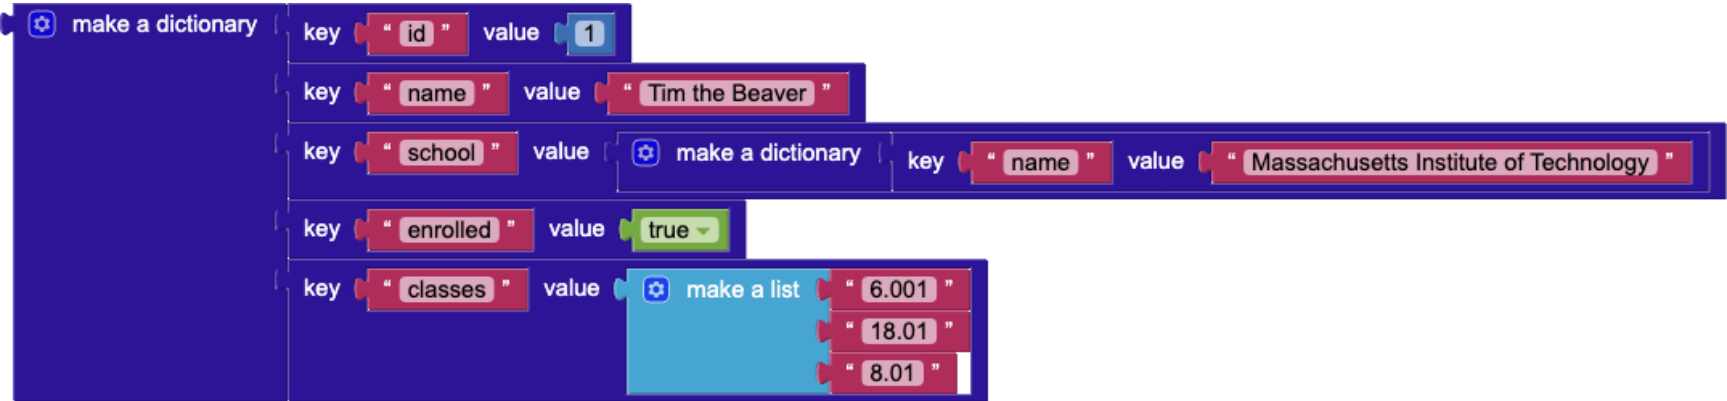 make a dictionary key " id " value 1
key " name " value " Tim the Beaver "
key " school " value make a dictionary key " name " value " Massachusetts Institute of Technology "
key " enrolled " value true
key " classes " value make a list " 6.001 "
" 18.01 "
" 8.01 "